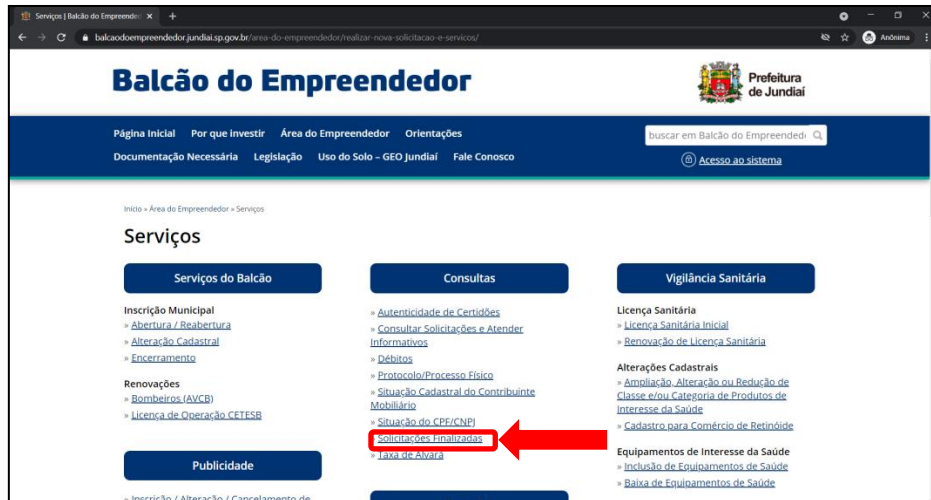 Serviços | Balcão do Empreende
balcaodoempreendedor.jundiai.sp.gov.br/area-do-empreendedor/realizar-nova-solicitacao-e-servicos/
Anônima
Balcão do Empreendedor
Prefeitura
de Jundiaí
Página Inicial Por que investir Área do Empreendedor Orientações
buscar em Balcão do Empreended
Documentação Necessária Legislação Uso do Solo – GEO Jundiaí Fale Conosco
Acesso ao sistema
Início » Área do Empreendedor » Serviços
Serviços
Serviços do Balcão
Inscrição Municipal
» Abertura / Reabertura
» Alteração Cadastral
» Encerramento
Renovações
» Bombeiros (AVCB)
» Licença de Operação CETESB
Publicidade
» Inscrição / Alteração / Cancelamento de
Consultas
» Autenticidade de Certidões
» Consultar Solicitações e Atender
Informativos
» Débitos
» Protocolo/Processo Físico
» Situação Cadastral do Contribuinte
Mobiliário
» Situação do CPF/CNPJ
» Solicitações Finalizadas
» Taxa de Alvará
Vigilância Sanitária
Licença Sanitária
» Licença Sanitária Inicial
» Renovação de Licença Sanitária
Alterações Cadastrais
» Ampliação, Alteração ou Redução de
Classe e/ou Categoria de Produtos de
Interesse da Saúde
» Cadastro para Comércio de Retinóide
Equipamentos de Interesse da Saúde
» Inclusão de Equipamentos de Saúde
» Baixa de Equipamentos de Saúde